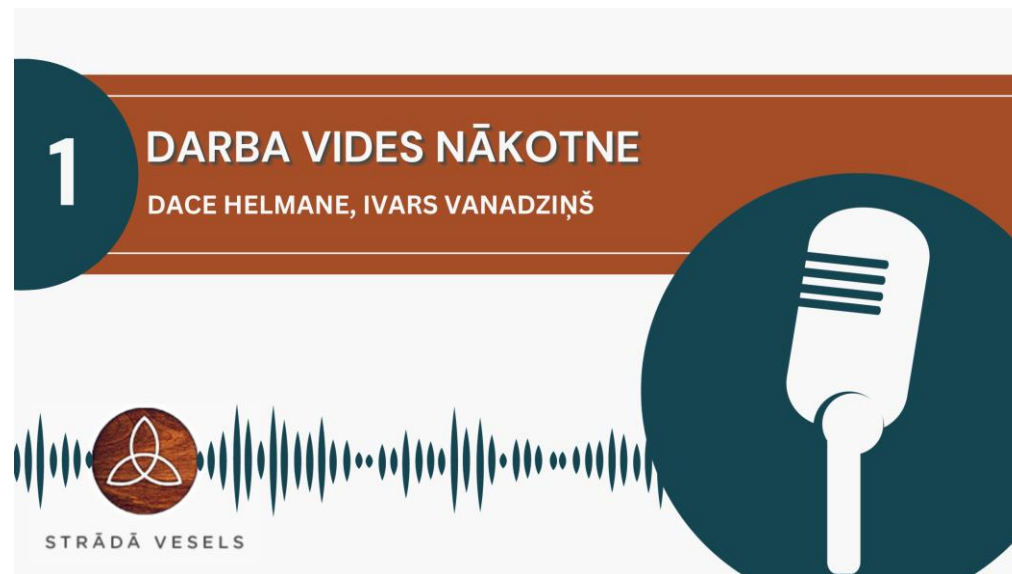 1
DARBA VIDES NĀKOTNE
DACE HELMANE, IVARS VANADZIŅŠ
STRĀDĀ VESELS